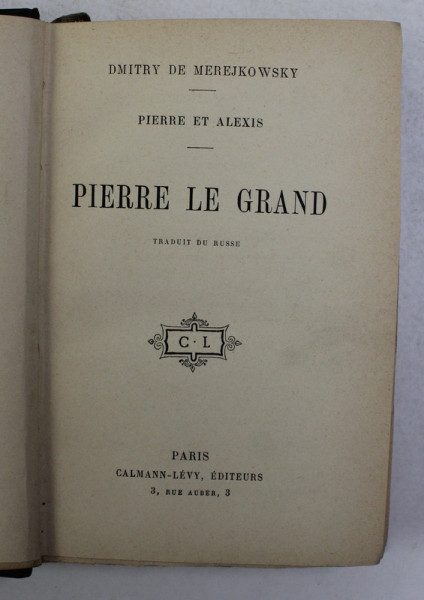 DMITRY DE MEREJKOWSKY
PIERRE ET ALEXIS
PIERRE LE GRAND
TRADUIT DU RUSSE
C·L
PARIS
CALMANN-LÉVY, ÉDITEURS
3, RUE AUBER, 3